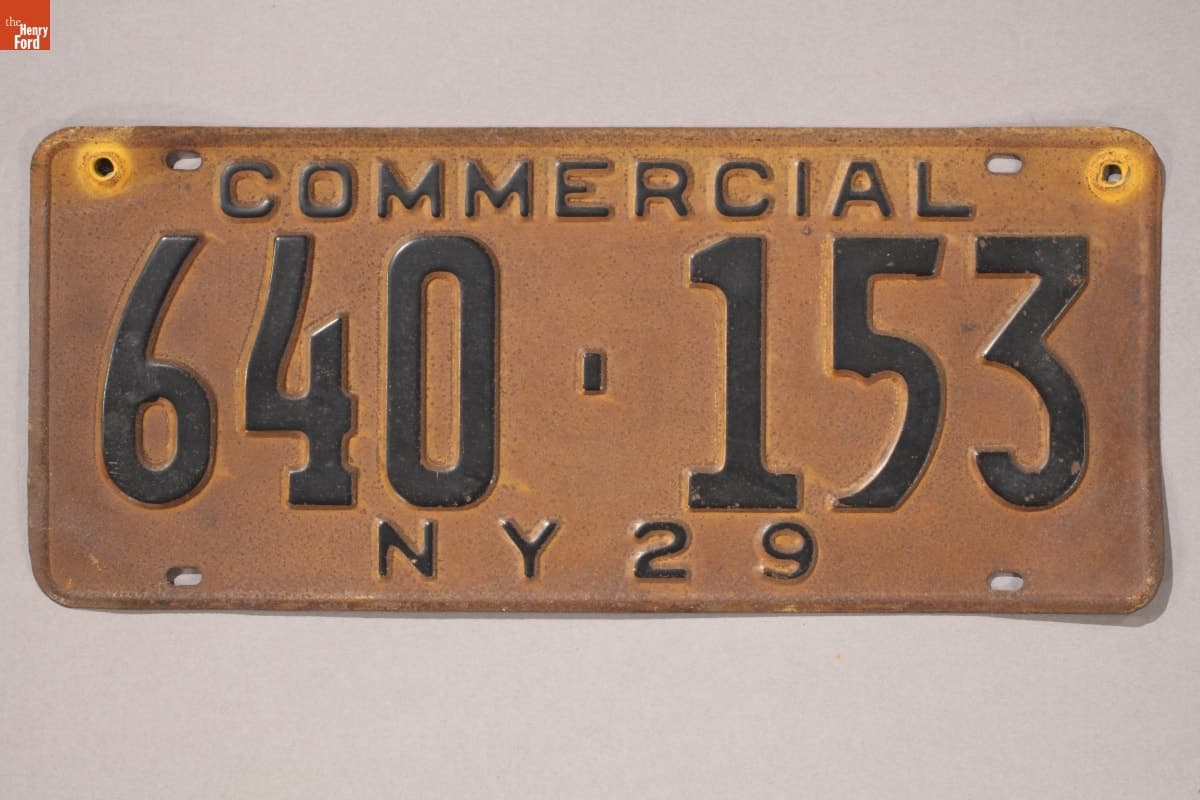 the
Henry
Ford
COMMERCIAL
640-153
NY 29